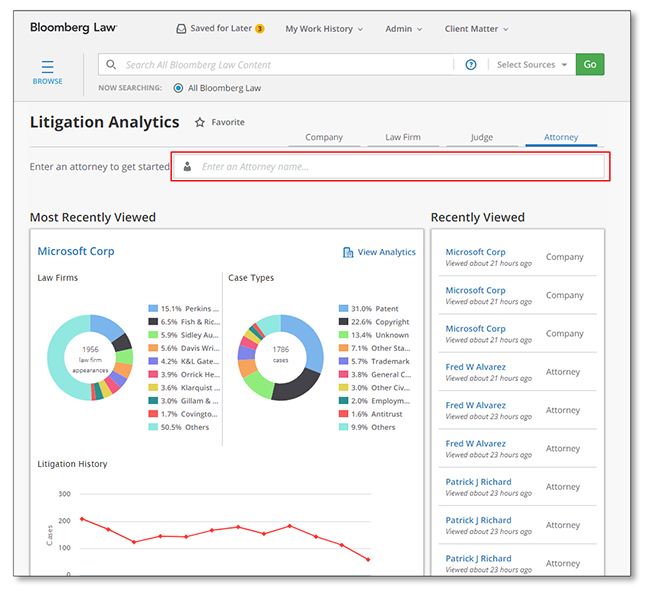 Bloomberg Law
Saved for Later 3
My Work History
Admin
Client Matter
BROWSE
Search All Bloomberg Law Content
?
Select Sources
Go
NOW SEARCHING:
All Bloomberg Law
Litigation Analytics
Favorite
Company
Law Firm
Judge
Attorney
Enter an attorney to get started
Enter an Attorney name...
Most Recently Viewed
Microsoft Corp
View Analytics
Law Firms
1956
law firm
appearances
15.1% Perkins ...
6.5% Fish & Ric...
5.9% Sidley Au...
5.6% Davis Wri...
4.2% K&L Gate...
3.9% Orrick He...
3.6% Klarquist ...
3.0% Gillam & ...
1.7% Covingto...
50.5% Others
Case Types
1786
cases
31.0% Patent
22.6% Copyright
13.4% Unknown
7.1% Other Sta...
5.7% Trademark
3.8% General C...
3.0% Other Civ...
2.0% Employm...
1.6% Antitrust
9.9% Others
Litigation History
Cases
300
200
100
0
Recently Viewed
Microsoft Corp
Viewed about 21 hours ago
Company
Microsoft Corp
Viewed about 21 hours ago
Company
Microsoft Corp
Viewed about 21 hours ago
Company
Fred W Alvarez
Viewed about 21 hours ago
Attorney
Fred W Alvarez
Viewed about 23 hours ago
Attorney
Fred W Alvarez
Viewed about 23 hours ago
Attorney
Patrick J Richard
Viewed about 23 hours ago
Attorney
Patrick J Richard
Viewed about 23 hours ago
Attorney
Patrick J Richard
Viewed about 23 hours ago
Attorney